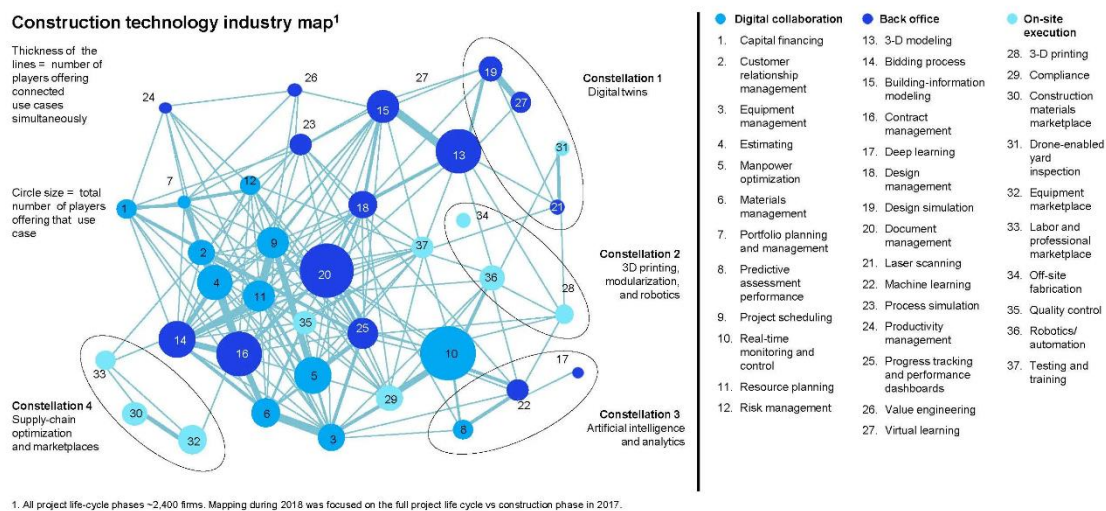 Construction technology industry map1
Thickness of the
lines = number of
players offering
connected
use cases
simultaneously
Circle size = total
number of players
offering that use
case
24
26
27
19
27
Constellation 1
Digital twins
15
23
13
31
7
12
1
18
21
34
2
9
37
Constellation 2
3D printing,
modularization,
and robotics
20
36
4
11
28
35
25
14
16
10
17
33
5
22
29
Constellation 4
Supply-chain
optimization
and marketplaces
30
6
8
Constellation 3
Artificial intelligence
and analytics
32
3
Digital collaboration
1. Capital financing
2. Customer
relationship
management
3. Equipment
management
4. Estimating
5. Manpower
optimization
6. Materials
management
7. Portfolio planning
and management
8. Predictive
assessment
performance
9. Project scheduling
10. Real-time
monitoring and
control
11. Resource planning
12. Risk management
Back office
13. 3-D modeling
14. Bidding process
15. Building-information
modeling
16. Contract
management
17. Deep learning
18. Design
management
19. Design simulation
20. Document
management
21. Laser scanning
22. Machine learning
23. Process simulation
24. Productivity
management
25. Progress tracking
and performance
dashboards
26. Value engineering
27. Virtual learning
On-site
execution
28. 3-D printing
29. Compliance
30. Construction
materials
marketplace
31. Drone-enabled
yard
inspection
32. Equipment
marketplace
33. Labor and
professional
marketplace
34. Off-site
fabrication
35. Quality control
36. Robotics/
automation
37. Testing and
training
1. All project life-cycle phases ~2,400 firms. Mapping during 2018 was focused on the full project life cycle vs construction phase in 2017.